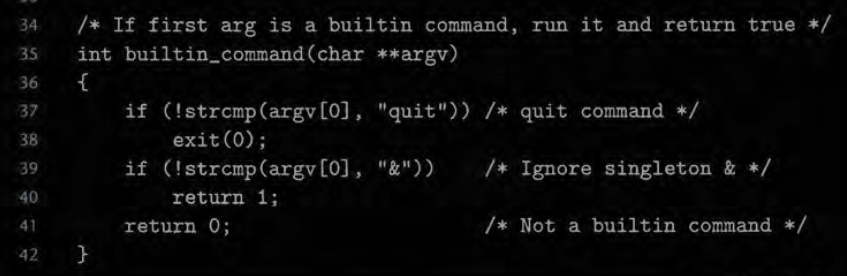 34 /* If first arg is a builtin command, run it and return true */
35 int builtin_command(char **argv)
36 {
37 if (!strcmp(argv[0], "quit")) /* quit command */
38 exit(0);
39 if (!strcmp(argv[0], "&")) /* Ignore singleton & */
40 return 1;
41 return 0; /* Not a builtin command */
42 }